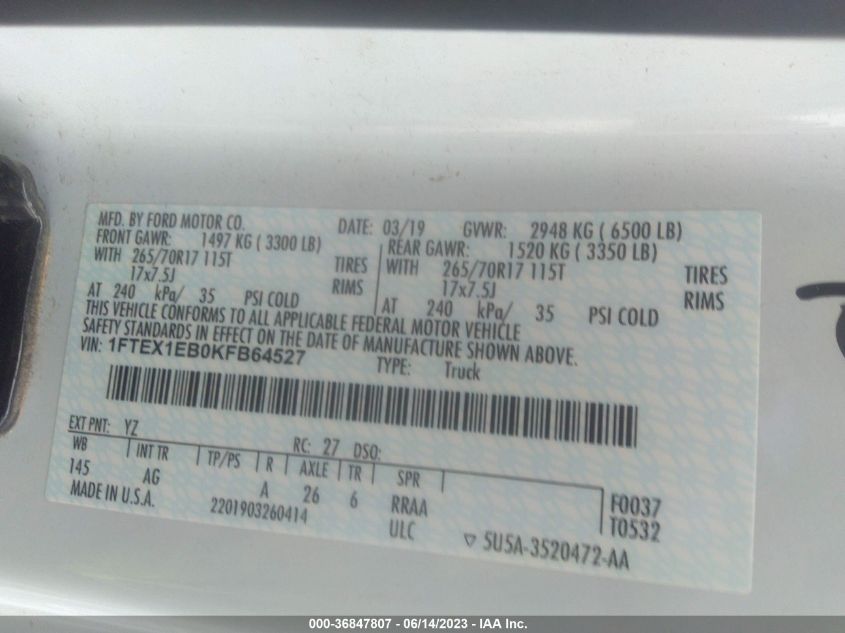 MFD. BY FORD MOTOR CO. DATE: 03/19 GVWR: 2948 KG ( 6500 LB)
FRONT GAWR: 1497 KG ( 3300 LB) REAR GAWR: 1520 KG ( 3350 LB)
WITH 265/70R17 115T TIRES WITH 265/70R17 115T TIRES
17x7.5J RIMS 17x7.5J RIMS
AT 240 kPa/ 35 PSI COLD AT 240 kPa/ 35 PSI COLD
THIS VEHICLE CONFORMS TO ALL APPLICABLE FEDERAL MOTOR VEHICLE
SAFETY STANDARDS IN EFFECT ON THE DATE OF MANUFACTURE SHOWN ABOVE.
VIN: 1FTEX1EB0KFB64527 TYPE: Truck
EXT PNT: YZ RC: 27 DSO:
WB INT TR TP/PS R AXLE TR SPR
145 AG A 26 6 RRAA F0037
MADE IN U.S.A. 2201903260414 ULC T0532
▽ 5U5A-3520472-AA
000-36847807 - 06/14/2023 - IAA Inc.